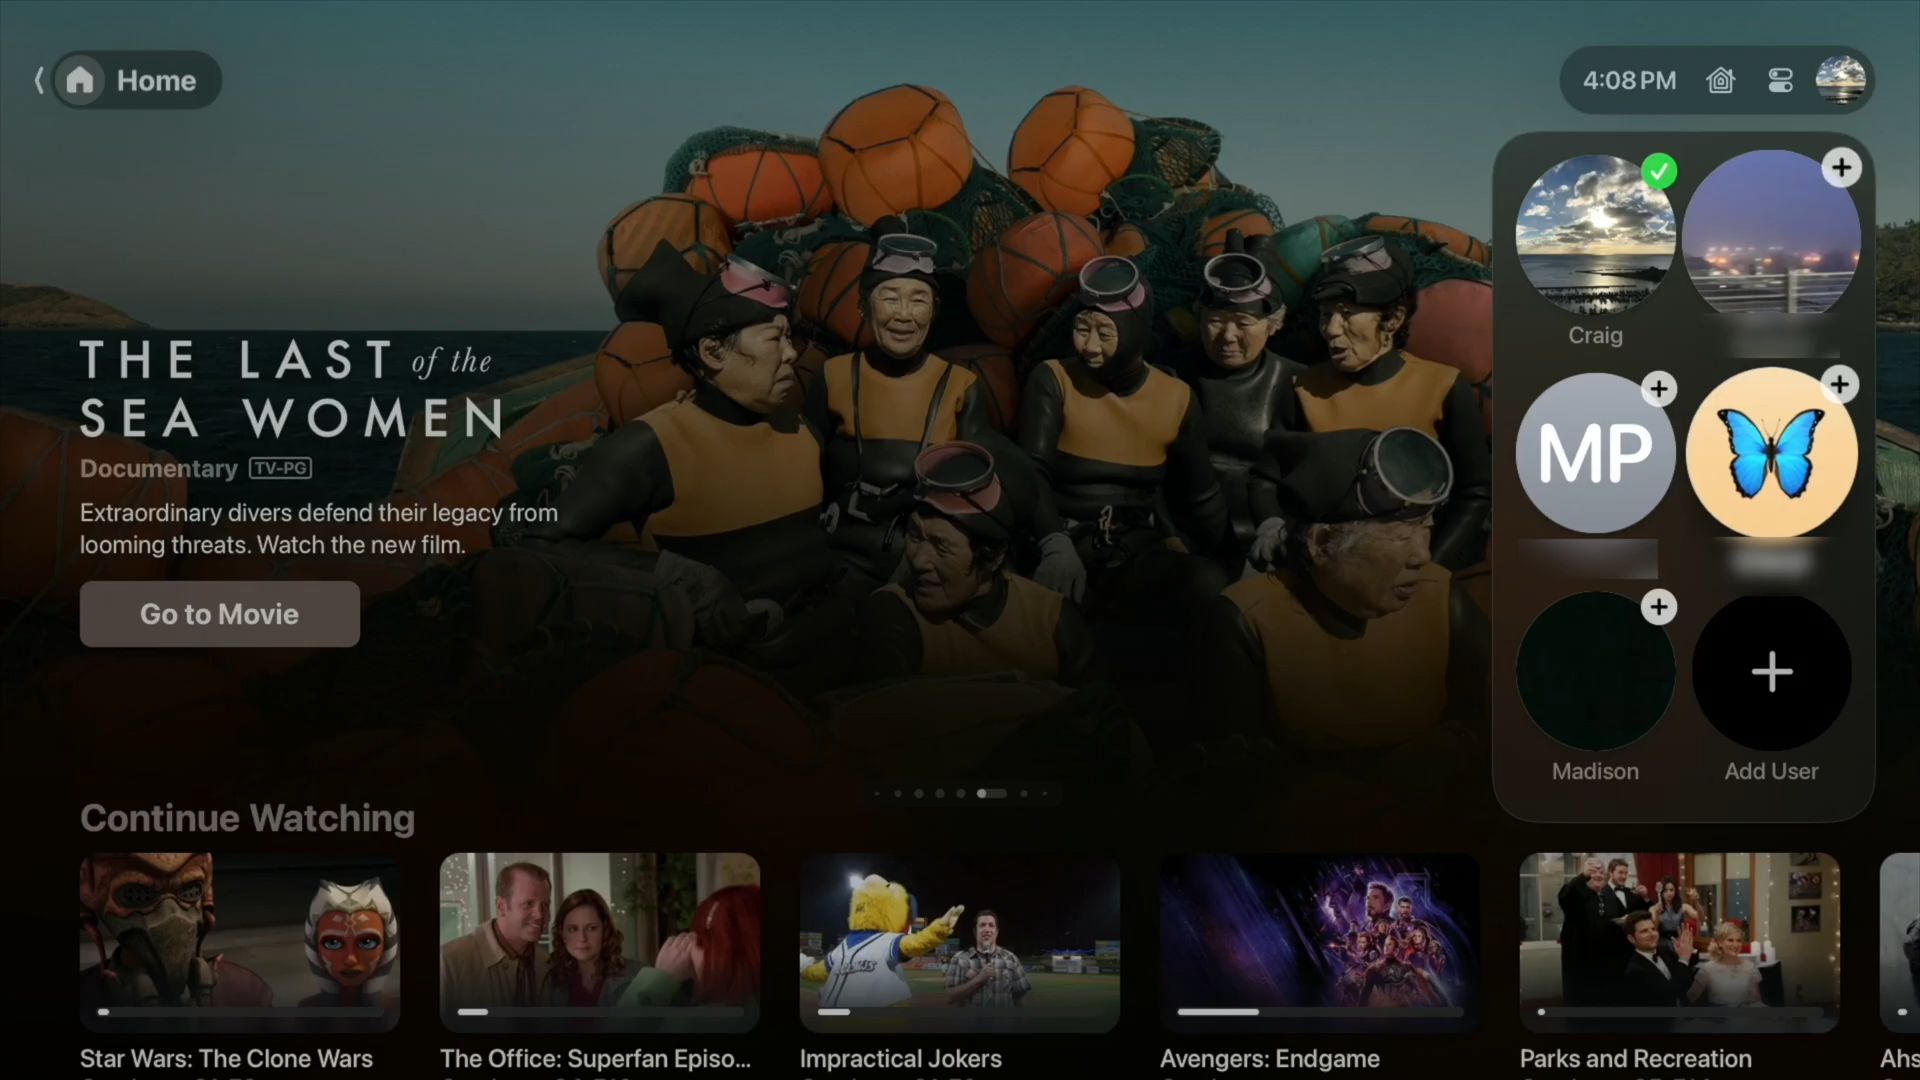 Home
4:08 PM
Craig
MP
Madison
Add User
THE LAST of the
SEA WOMEN
Documentary TV-PG
Extraordinary divers defend their legacy from
looming threats. Watch the new film.
Go to Movie
Continue Watching
Star Wars: The Clone Wars
The Office: Superfan Episo...
Impractical Jokers
Avengers: Endgame
Parks and Recreation
Ahs